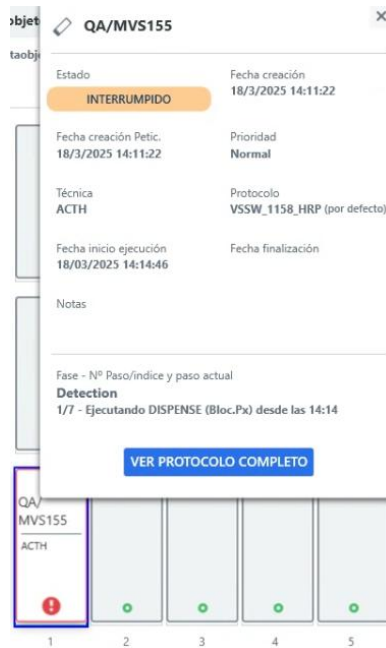 objet
QA/MVS155
taobje
Estado
Fecha creación
INTERRUMPIDO
18/3/2025 14:11:22
Fecha creación Petic.
Prioridad
18/3/2025 14:11:22
Normal
Técnica
Protocolo
ACTH
VSSW_1158_HRP (por defecto)
Fecha inicio ejecución
Fecha finalización
18/03/2025 14:14:46
Notas
Fase - Nº Paso/indice y paso actual
Detection
1/7 - Ejecutando DISPENSE (Bloc.Px) desde las 14:14
VER PROTOCOLO COMPLETO
QA/
MVS155
ACTH
1 2 3 4 5